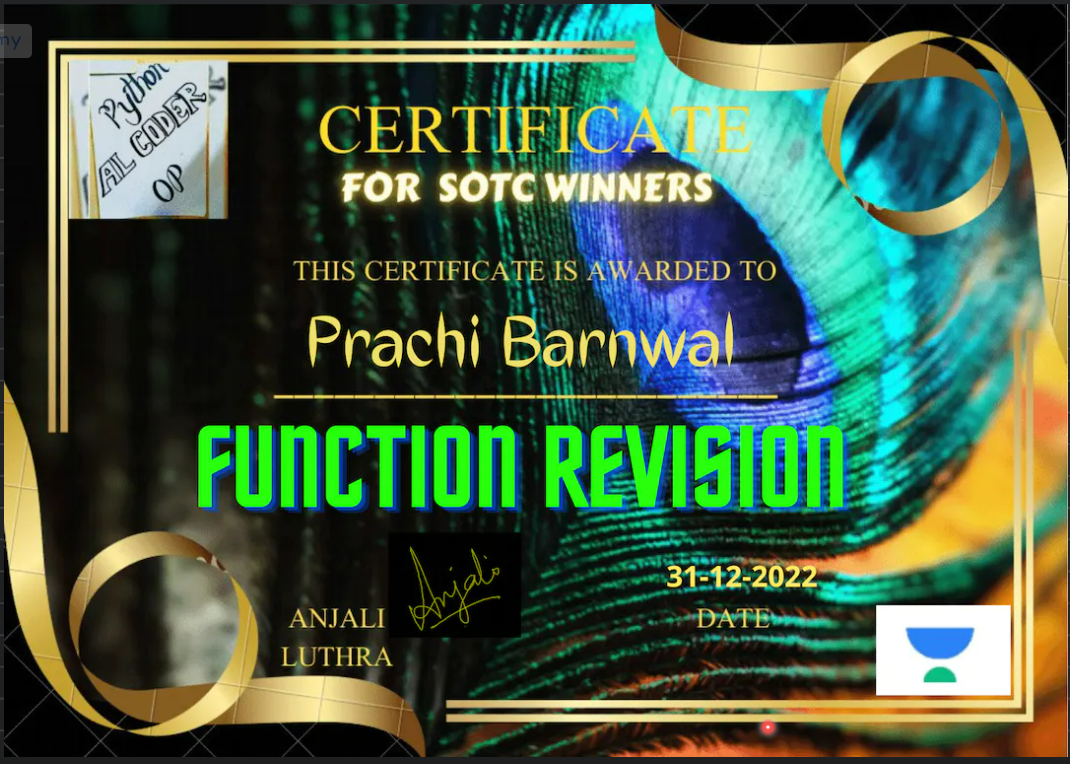 my
Python
AL CODER
OP
CERTIFICATE
FOR SOTC WINNERS
THIS CERTIFICATE IS AWARDED TO
Prachi Barnwal
FUNCTION REVISION
Anjali
31-12-2022
ANJALI
LUTHRA
DATE